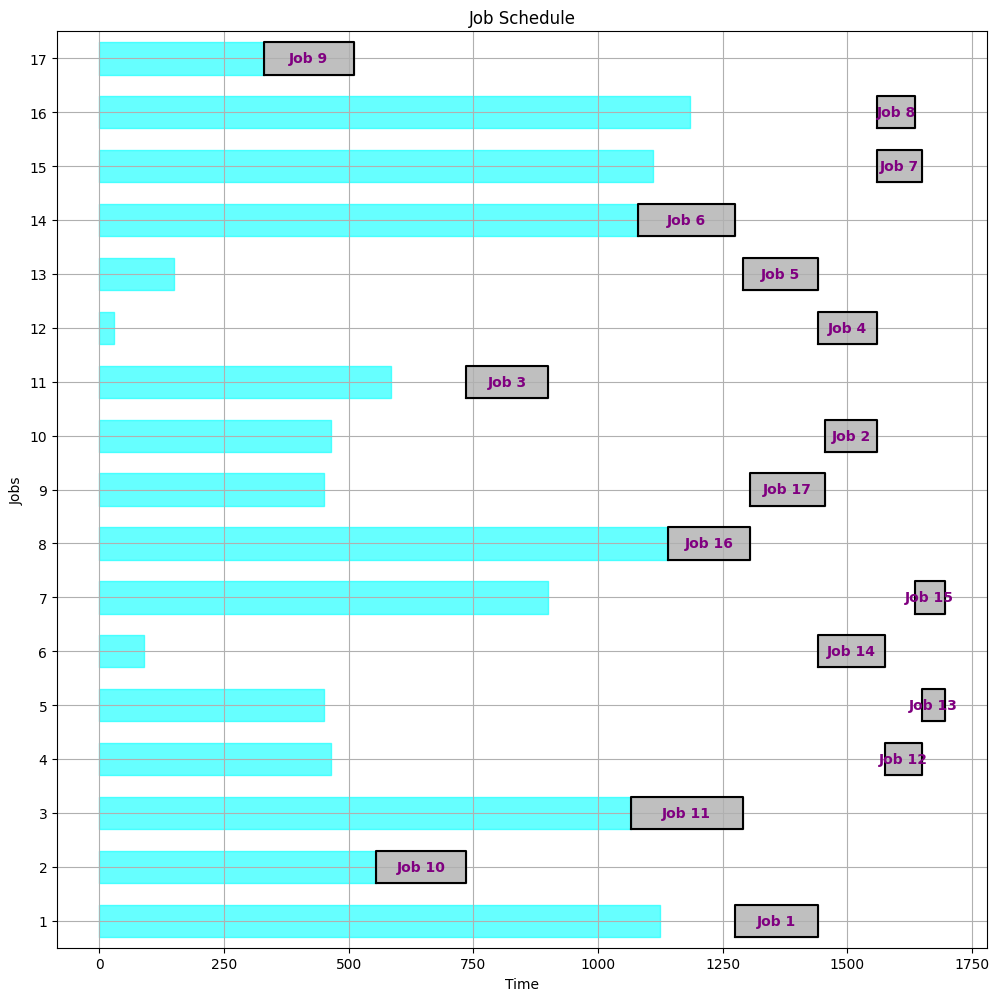 Job Schedule
17
Job 9
16
Job 8
15
Job 7
14
Job 6
13
Job 5
12
Job 4
11
Job 3
10
Job 2
9
Job 17
8
Job 16
7
Job 15
6
Job 14
5
Job 13
4
Job 12
3
Job 11
2
Job 10
1
Job 1
Jobs
0 250 500 750 1000 1250 1500 1750
Time